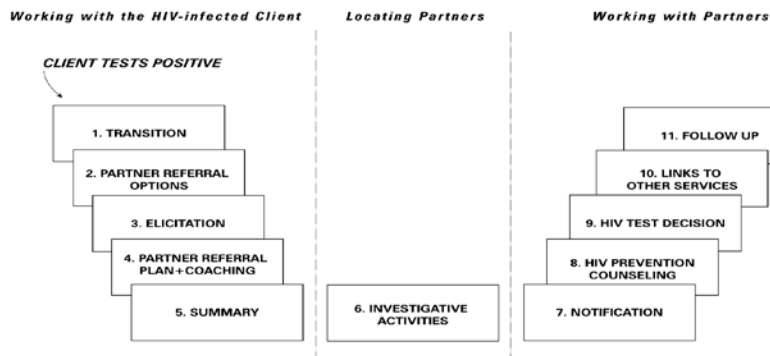 Working with the HIV-infected Client
Locating Partners
Working with Partners
CLIENT TESTS POSITIVE
1. TRANSITION
2. PARTNER REFERRAL
OPTIONS
3. ELICITATION
4. PARTNER REFERRAL
PLAN+COACHING
5. SUMMARY
6. INVESTIGATIVE
ACTIVITIES
11. FOLLOW UP
10. LINKS TO
OTHER SERVICES
9. HIV TEST DECISION
8. HIV PREVENTION
COUNSELING
7. NOTIFICATION